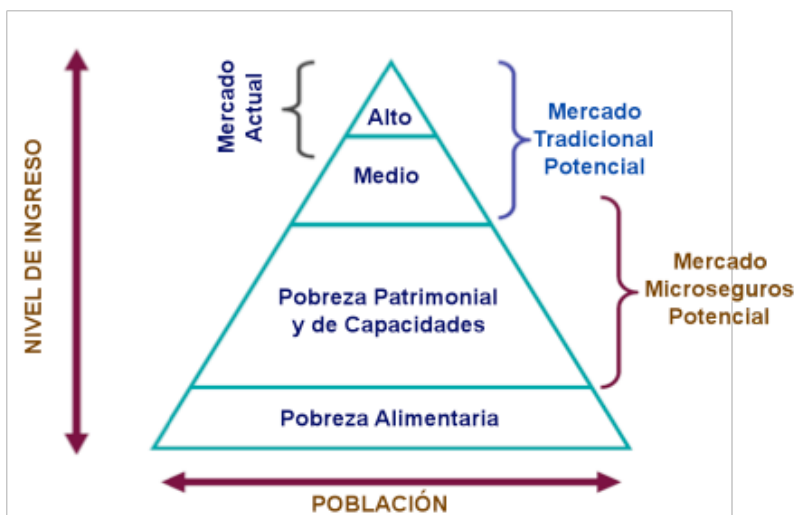 NIVEL DE INGRESO
Mercado
Actual
Alto
Medio
Pobreza Patrimonial
y de Capacidades
Pobreza Alimentaria
Mercado
Tradicional
Potencial
Mercado
Microseguros
Potencial
POBLACIÓN